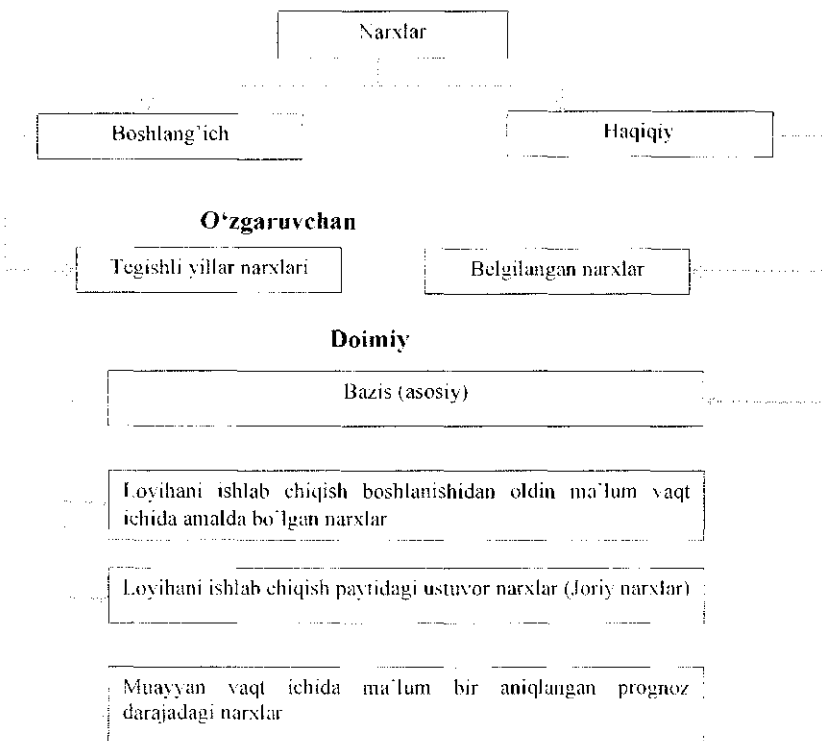 Narxlar
Boshlang'ich
Haqiqiy
O‘zgaruvchan
Tegishli yillar narxlari
Belgilangan narxlar
Doimiy
Bazis (asosiy)
Loyihani ishlab chiqish boshlanishidan oldin ma'lum vaqt
ichida amalda bo'lgan narxlar
Loyihani ishlab chiqish paytidagi ustuvor narxlar (Joriy narxlar)
Muayyan vaqt ichida ma'lum bir aniqlangan prognoz
darajadagi narxlar